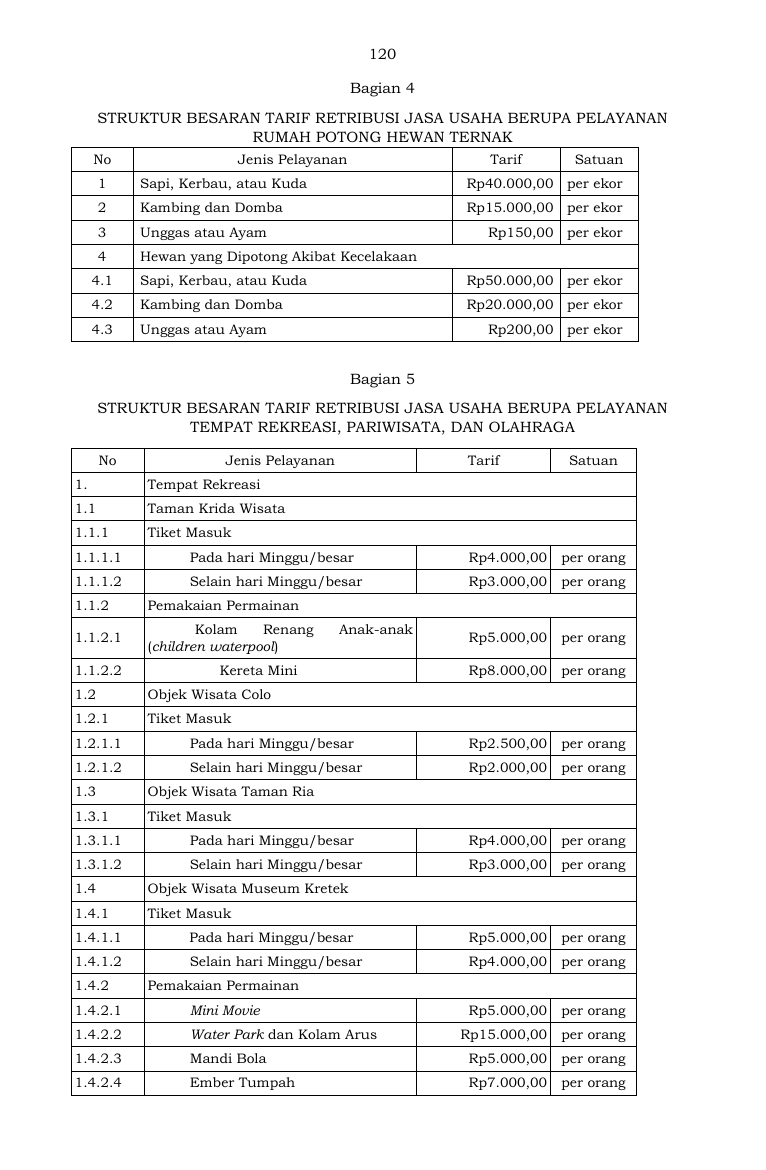 120
Bagian 4
STRUKTUR BESARAN TARIF RETRIBUSI JASA USAHA BERUPA PELAYANAN
RUMAH POTONG HEWAN TERNAK
No Jenis Pelayanan Tarif Satuan
1 Sapi, Kerbau, atau Kuda Rp40.000,00 per ekor
2 Kambing dan Domba Rp15.000,00 per ekor
3 Unggas atau Ayam Rp150,00 per ekor
4 Hewan yang Dipotong Akibat Kecelakaan
4.1 Sapi, Kerbau, atau Kuda Rp50.000,00 per ekor
4.2 Kambing dan Domba Rp20.000,00 per ekor
4.3 Unggas atau Ayam Rp200,00 per ekor
Bagian 5
STRUKTUR BESARAN TARIF RETRIBUSI JASA USAHA BERUPA PELAYANAN
TEMPAT REKREASI, PARIWISATA, DAN OLAHRAGA
No Jenis Pelayanan Tarif Satuan
1. Tempat Rekreasi
1.1 Taman Krida Wisata
1.1.1 Tiket Masuk
1.1.1.1 Pada hari Minggu/besar Rp4.000,00 per orang
1.1.1.2 Selain hari Minggu/besar Rp3.000,00 per orang
1.1.2 Pemakaian Permainan
1.1.2.1 Kolam Renang Anak-anak
(children waterpool) Rp5.000,00 per orang
1.1.2.2 Kereta Mini Rp8.000,00 per orang
1.2 Objek Wisata Colo
1.2.1 Tiket Masuk
1.2.1.1 Pada hari Minggu/besar Rp2.500,00 per orang
1.2.1.2 Selain hari Minggu/besar Rp2.000,00 per orang
1.3 Objek Wisata Taman Ria
1.3.1 Tiket Masuk
1.3.1.1 Pada hari Minggu/besar Rp4.000,00 per orang
1.3.1.2 Selain hari Minggu/besar Rp3.000,00 per orang
1.4 Objek Wisata Museum Kretek
1.4.1 Tiket Masuk
1.4.1.1 Pada hari Minggu/besar Rp5.000,00 per orang
1.4.1.2 Selain hari Minggu/besar Rp4.000,00 per orang
1.4.2 Pemakaian Permainan
1.4.2.1 Mini Movie Rp5.000,00 per orang
1.4.2.2 Water Park dan Kolam Arus Rp15.000,00 per orang
1.4.2.3 Mandi Bola Rp5.000,00 per orang
1.4.2.4 Ember Tumpah Rp7.000,00 per orang